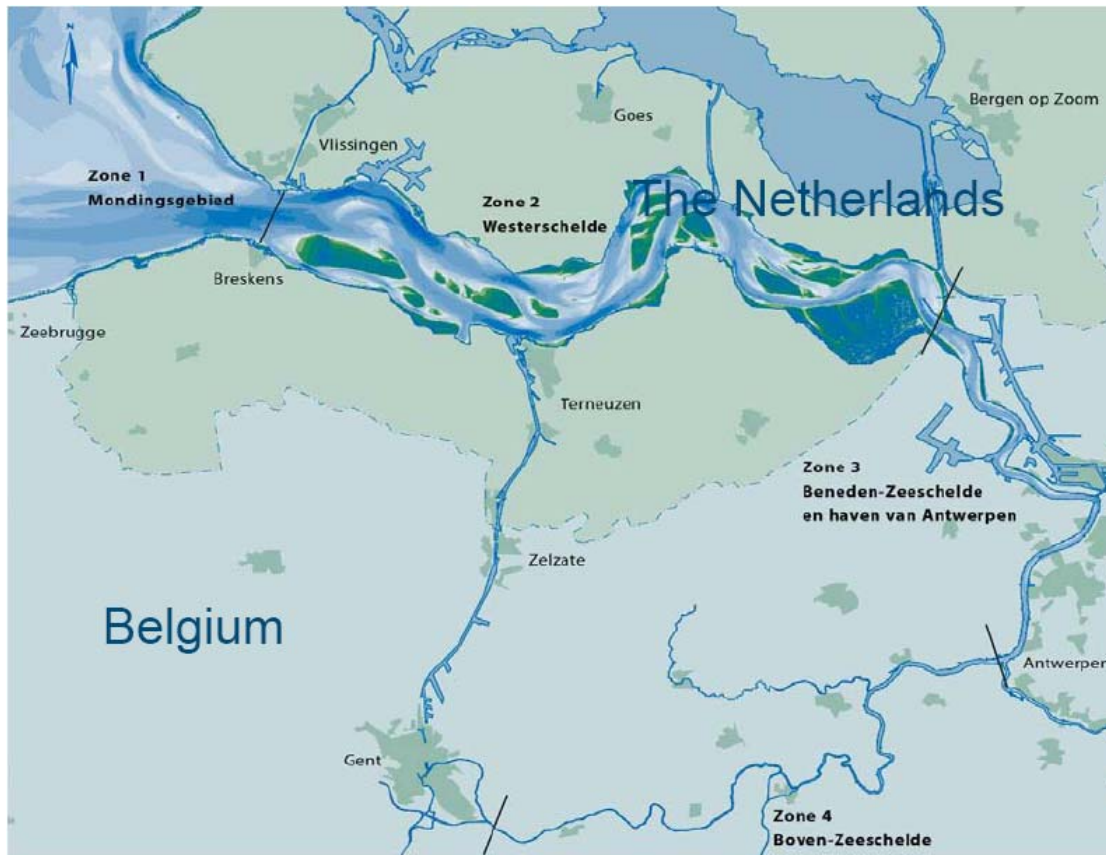 N
Bergen op Zoom
Goes
Vlissingen
Zone 1
Mondingsgebied
Zone 2
Westerschelde
The Netherlands
Breskens
Zeebrugge
Terneuzen
Zone 3
Beneden-Zeeschelde
en haven van Antwerpen
Zelzate
Belgium
Antwerpen
Gent
Zone 4
Boven-Zeeschelde